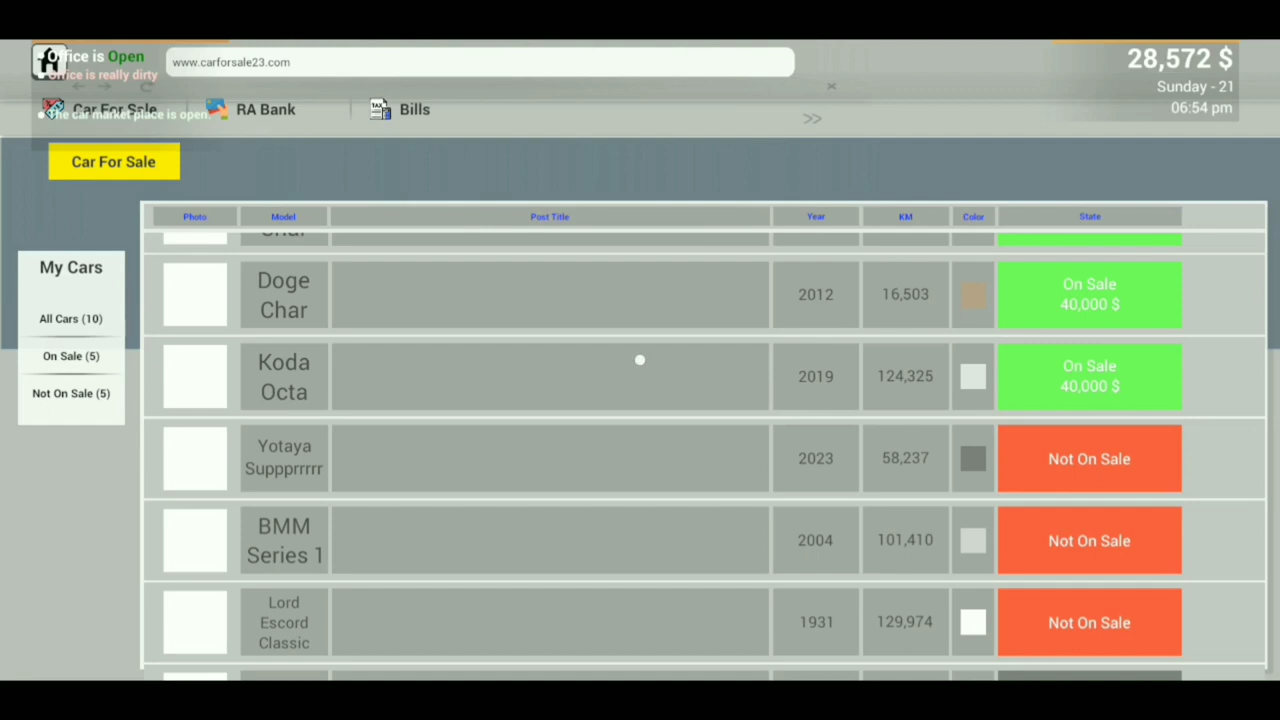 Office is Open
www.carforsale23.com
28,572 $
Office is really dirty
Sunday - 21
06:54 pm
Car For Sale
RA Bank
TAX
Bills
The car market place is open.
>>
Car For Sale
Photo
Model
Post Title
Year
KM
Color
State
My Cars
All Cars (10)
On Sale (5)
Not On Sale (5)
Char
Doge
Char
2012
16,503
On Sale
40,000 $
Koda
Octa
2019
124,325
On Sale
40,000 $
Yotaya
Supppprrrrr
2023
58,237
Not On Sale
BMM
Series 1
2004
101,410
Not On Sale
Lord
Escord
Classic
1931
129,974
Not On Sale